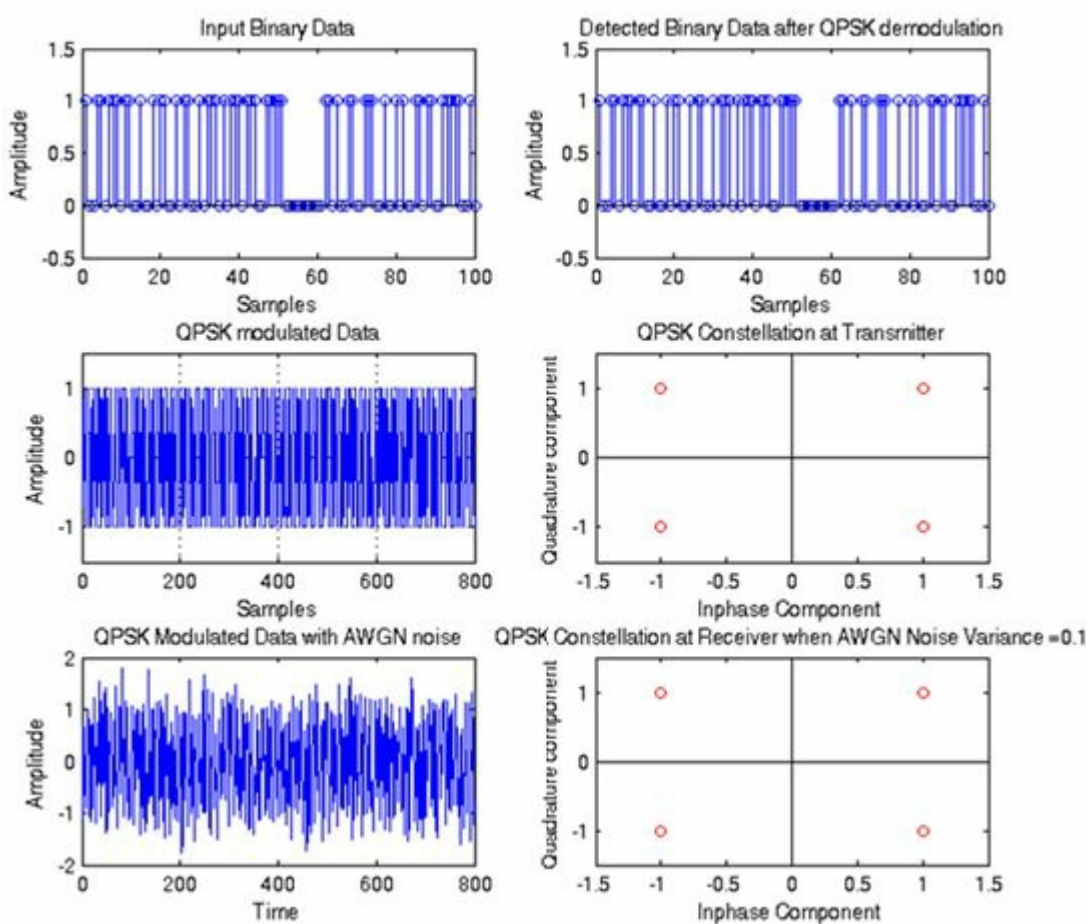 Input Binary Data
1.5
1
0.5
0
-0.5
Amplitude
0 20 40 60 80 100
Samples
Detected Binary Data after QPSK demodulation
1.5
1
0.5
0
-0.5
Amplitude
0 20 40 60 80 100
Samples
QPSK modulated Data
1
0
-1
Amplitude
0 200 400 600 800
Samples
QPSK Constellation at Transmitter
1
0
-1
Quadrature component
-1.5 -1 -0.5 0 0.5 1 1.5
Inphase Component
QPSK Modulated Data with AWGN noise
2
1
0
-1
-2
Amplitude
0 200 400 600 800
Time
QPSK Constellation at Receiver when AWGN Noise Variance =0.1
1
0
-1
Quadrature component
-1.5 -1 -0.5 0 0.5 1 1.5
Inphase Component